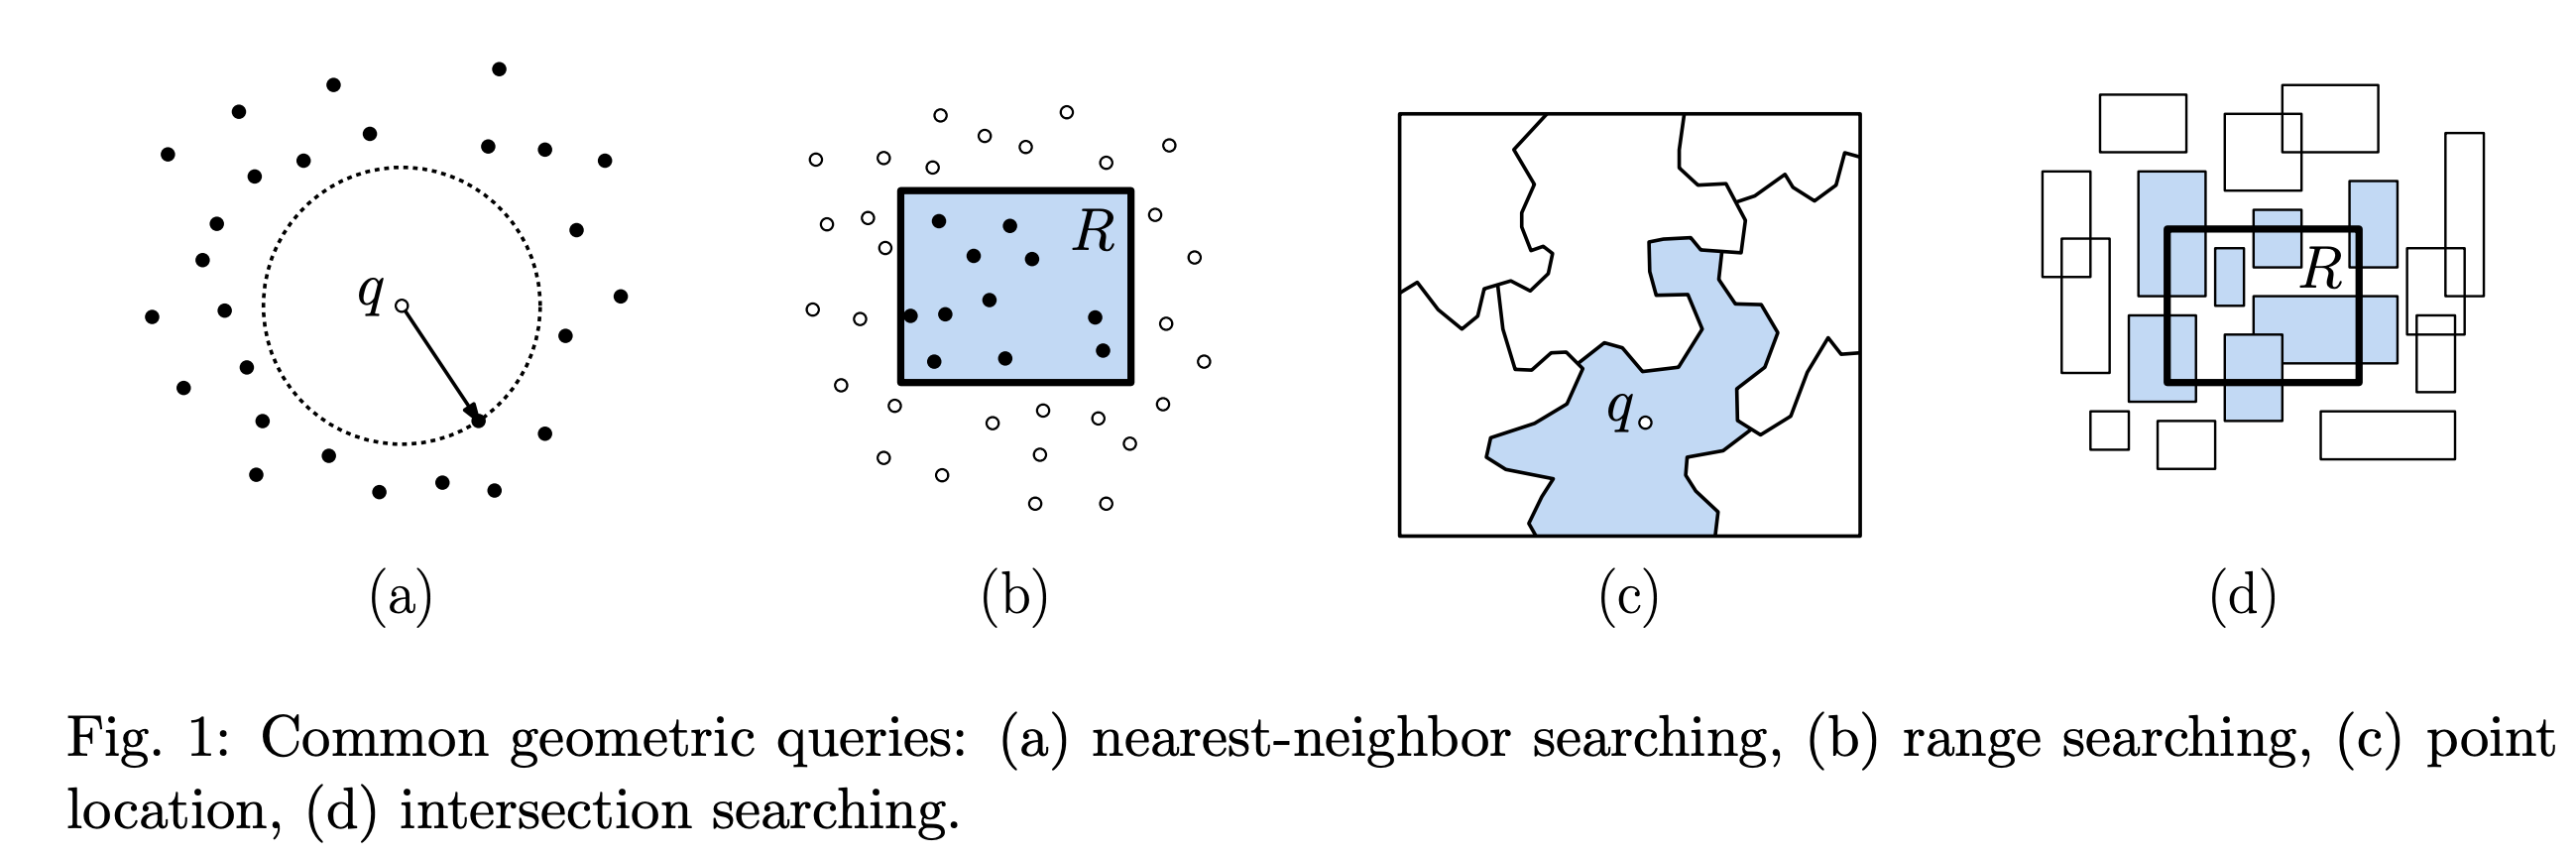 q
R
q
R
(a)
(b)
(c)
(d)
Fig. 1: Common geometric queries: (a) nearest-neighbor searching, (b) range searching, (c) point
location, (d) intersection searching.